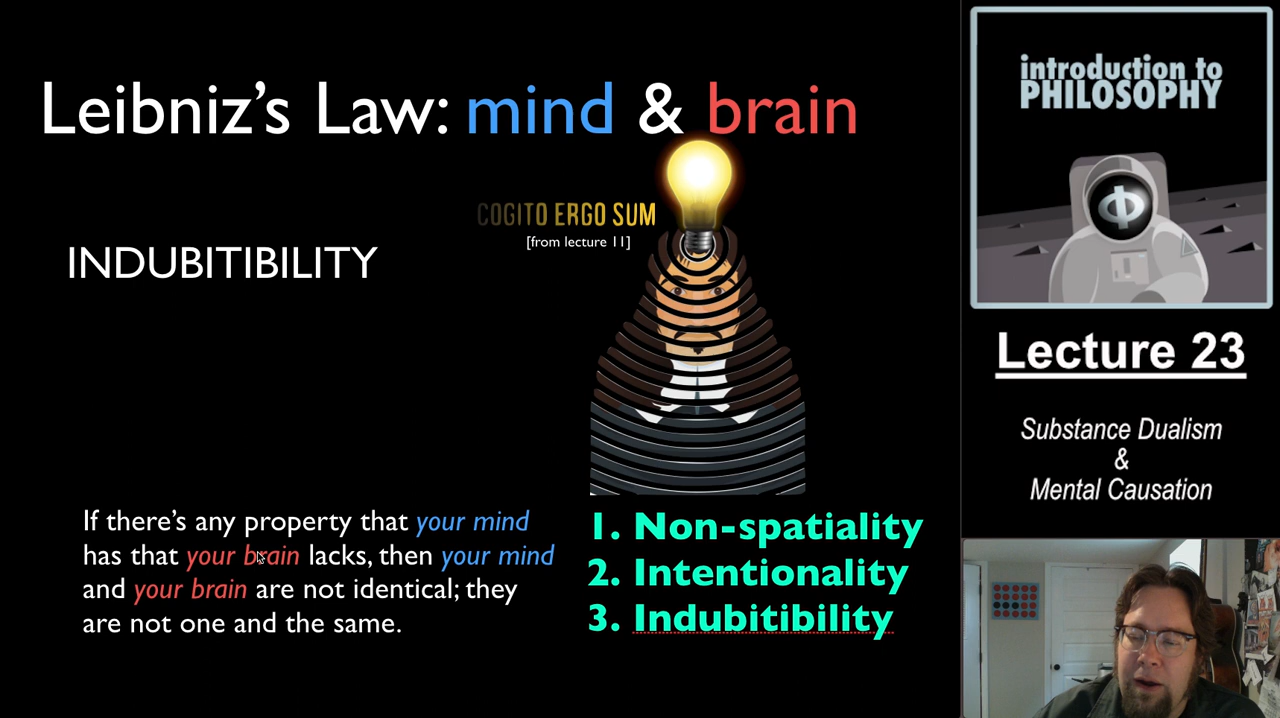 Leibniz's Law: mind & brain
COGITO ERGO SUM
[from lecture 11]
INDUBITIBILITY
If there's any property that your mind
has that your brain lacks, then your mind
and your brain are not identical; they
are not one and the same.
1. Non-spatiality
2. Intentionality
3. Indubitibility
introduction to
PHILOSOPHY
Φ
Lecture 23
Substance Dualism
&
Mental Causation